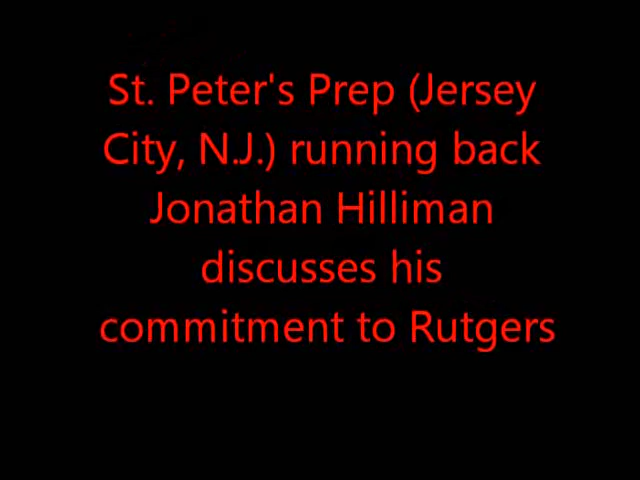 St. Peter's Prep (Jersey
City, N.J.) running back
Jonathan Hilliman
discusses his
commitment to Rutgers